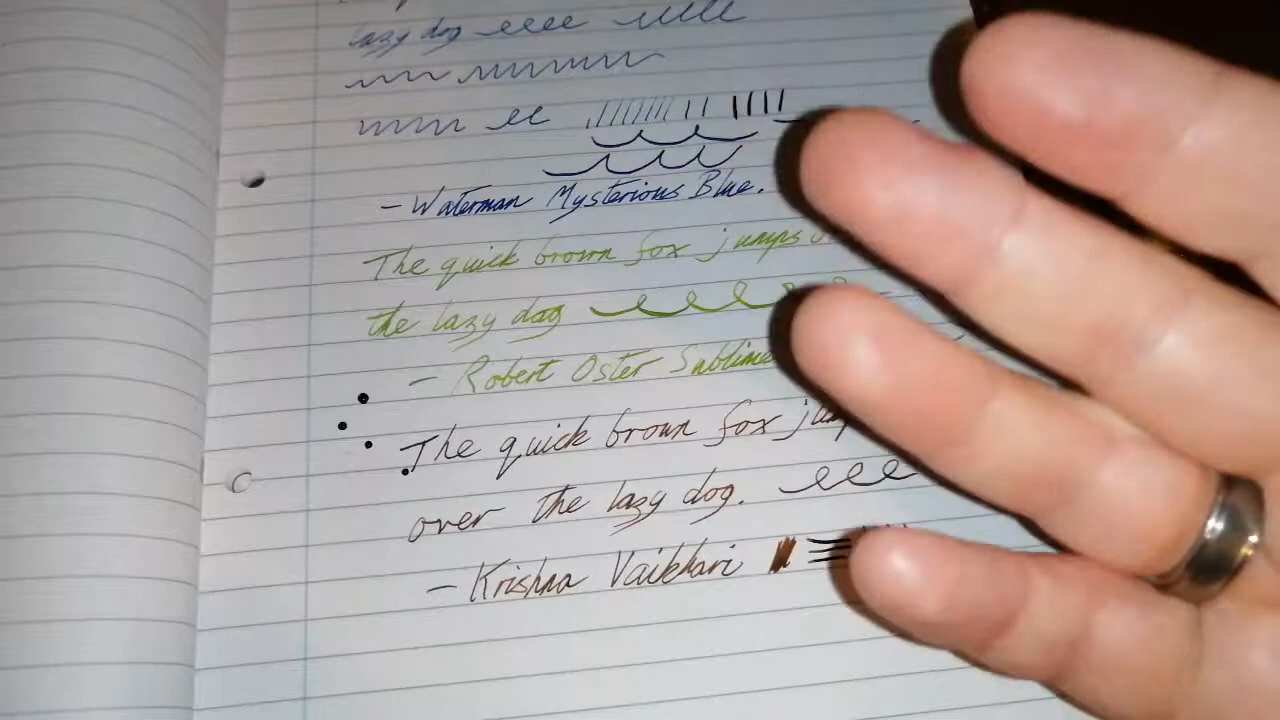 lazy dog
- Waterman Mysterious Blue.
The quick brown fox jumps
the lazy dog
- Robert Oster Sublime
The quick brown fox
over the lazy dog.
- Krishna Vaikhari